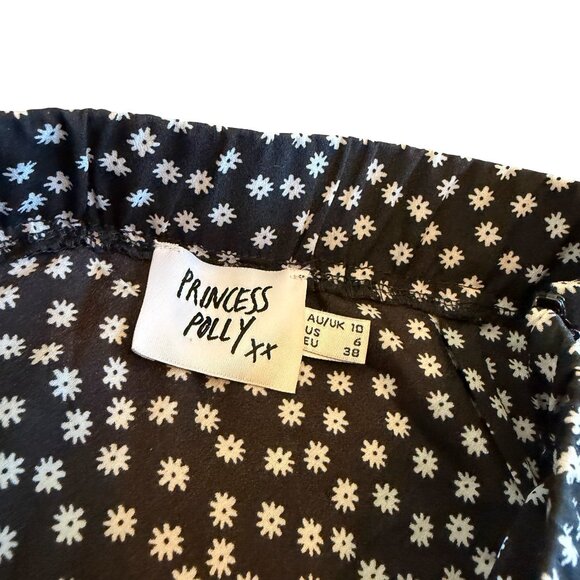 PRINCESS
POLLY
xx
AU/UK 10
US 6
EU 38